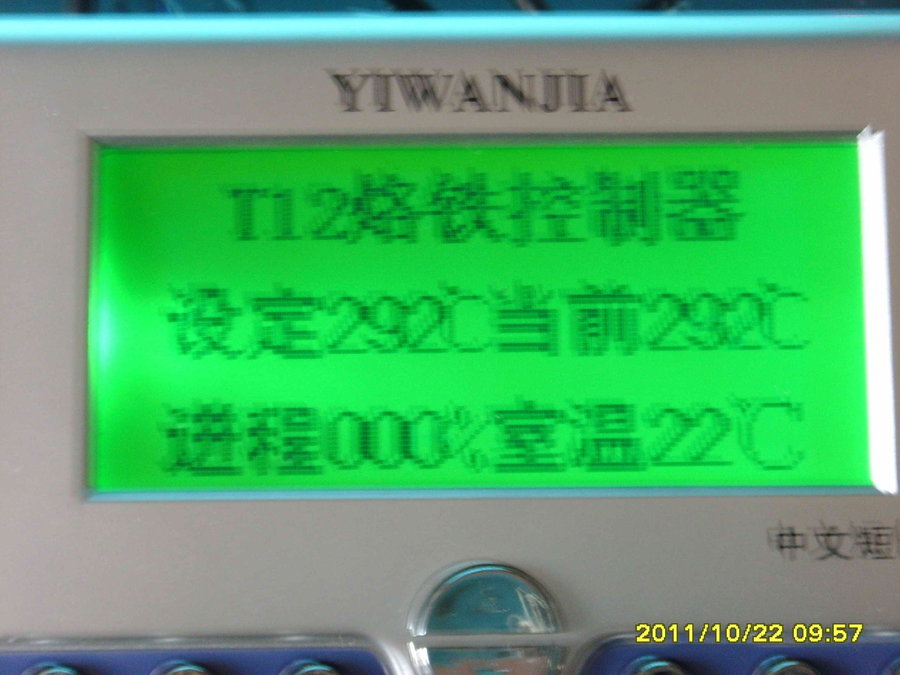 YIWANJIA
T12烙铁控制器
设定292℃当前292℃
进程000%室温22℃
中文短
2011/10/22 09:57